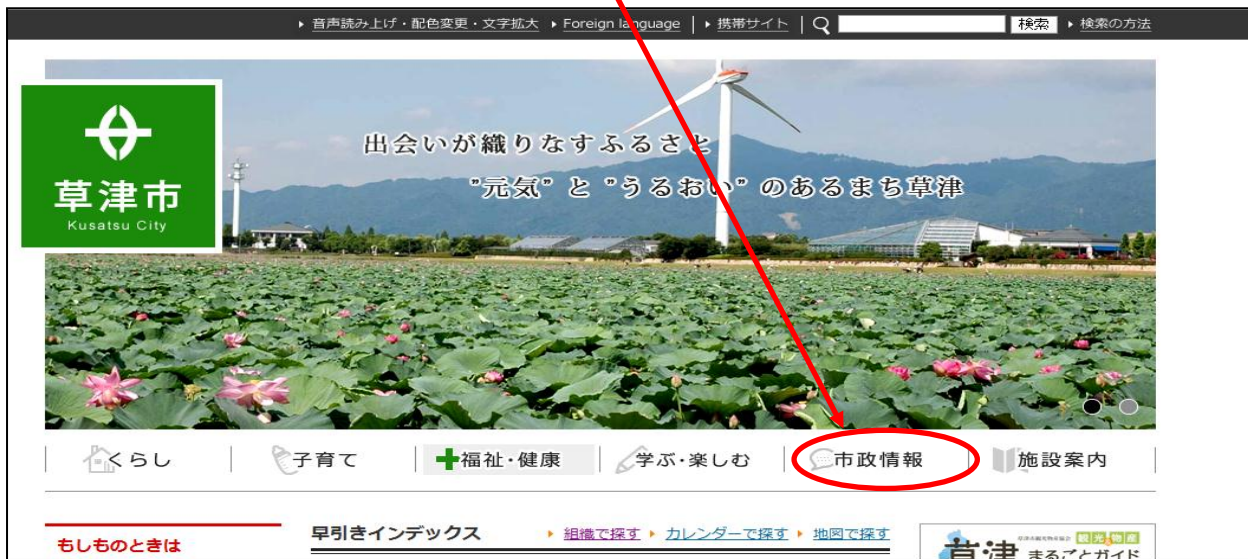 音声読み上げ・配色変更・文字拡大 Foreign language 携帯サイト 検索 検索の方法
草津市
Kusatsu City
出会いが織りなすふるさと
"元気" と "うるおい" のあるまち草津
くらし 子育て 福祉・健康 学ぶ・楽しむ 市政情報 施設案内
もしものときは
早引きインデックス 組織で探す カレンダーで探す 地図で探す
観光物産
草津 まるごとガイド